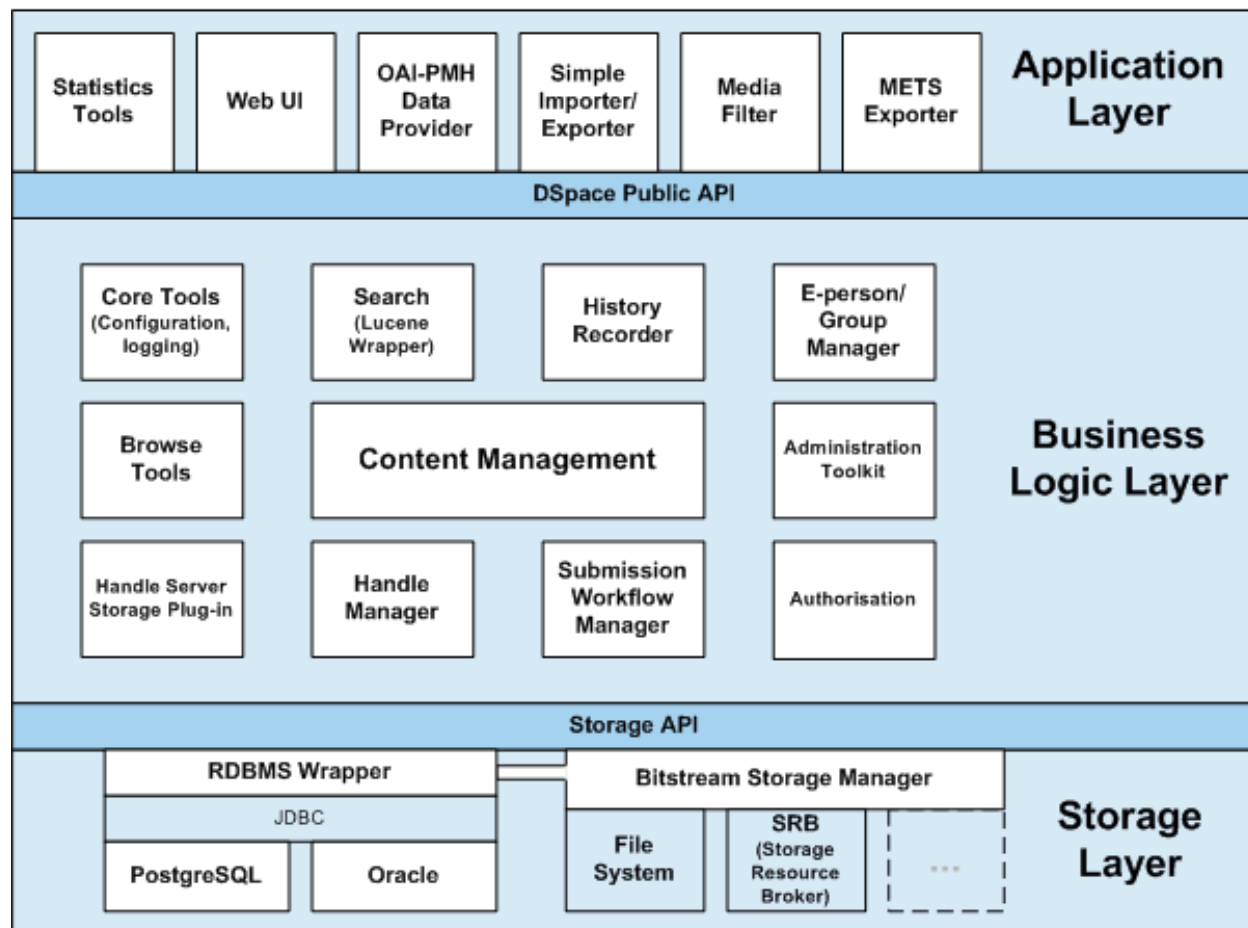 Statistics
Tools
Web UI
OAI-PMH
Data
Provider
Simple
Importer/
Exporter
Media
Filter
METS
Exporter
Application
Layer
DSpace Public API
Core Tools
(Configuration,
logging)
Search
(Lucene
Wrapper)
History
Recorder
E-person/
Group
Manager
Browse
Tools
Content Management
Administration
Toolkit
Business
Logic Layer
Handle Server
Storage Plug-in
Handle
Manager
Submission
Workflow
Manager
Authorisation
Storage API
RDBMS Wrapper
Bitstream Storage Manager
JDBC
PostgreSQL
Oracle
File
System
SRB
(Storage
Resource
Broker)
...
Storage
Layer